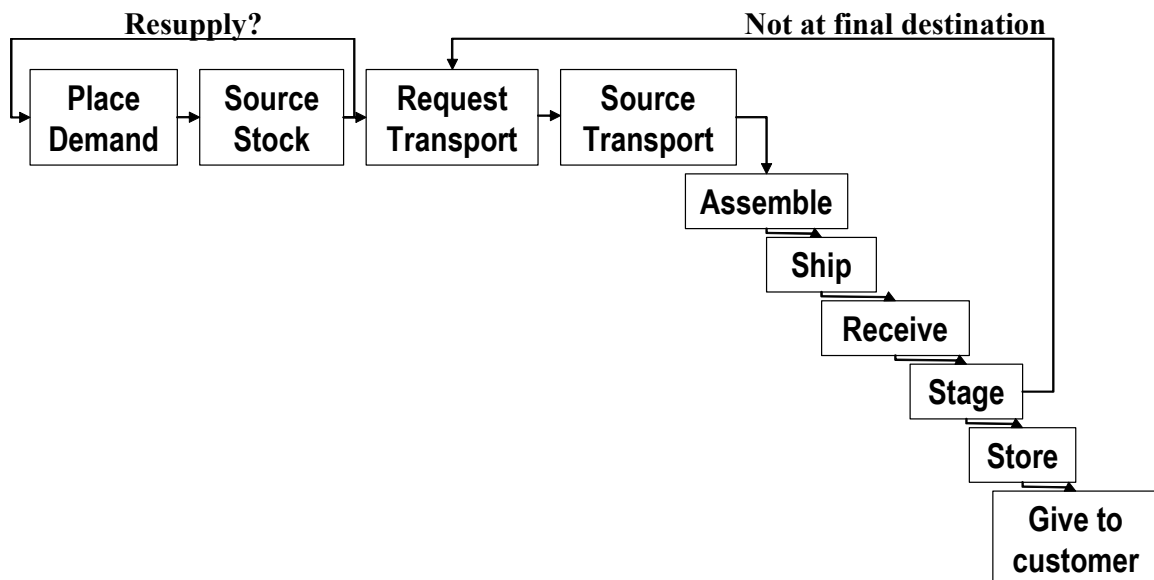 Resupply?
Not at final destination
Place
Demand
Source
Stock
Request
Transport
Source
Transport
Assemble
Ship
Receive
Stage
Store
Give to
customer